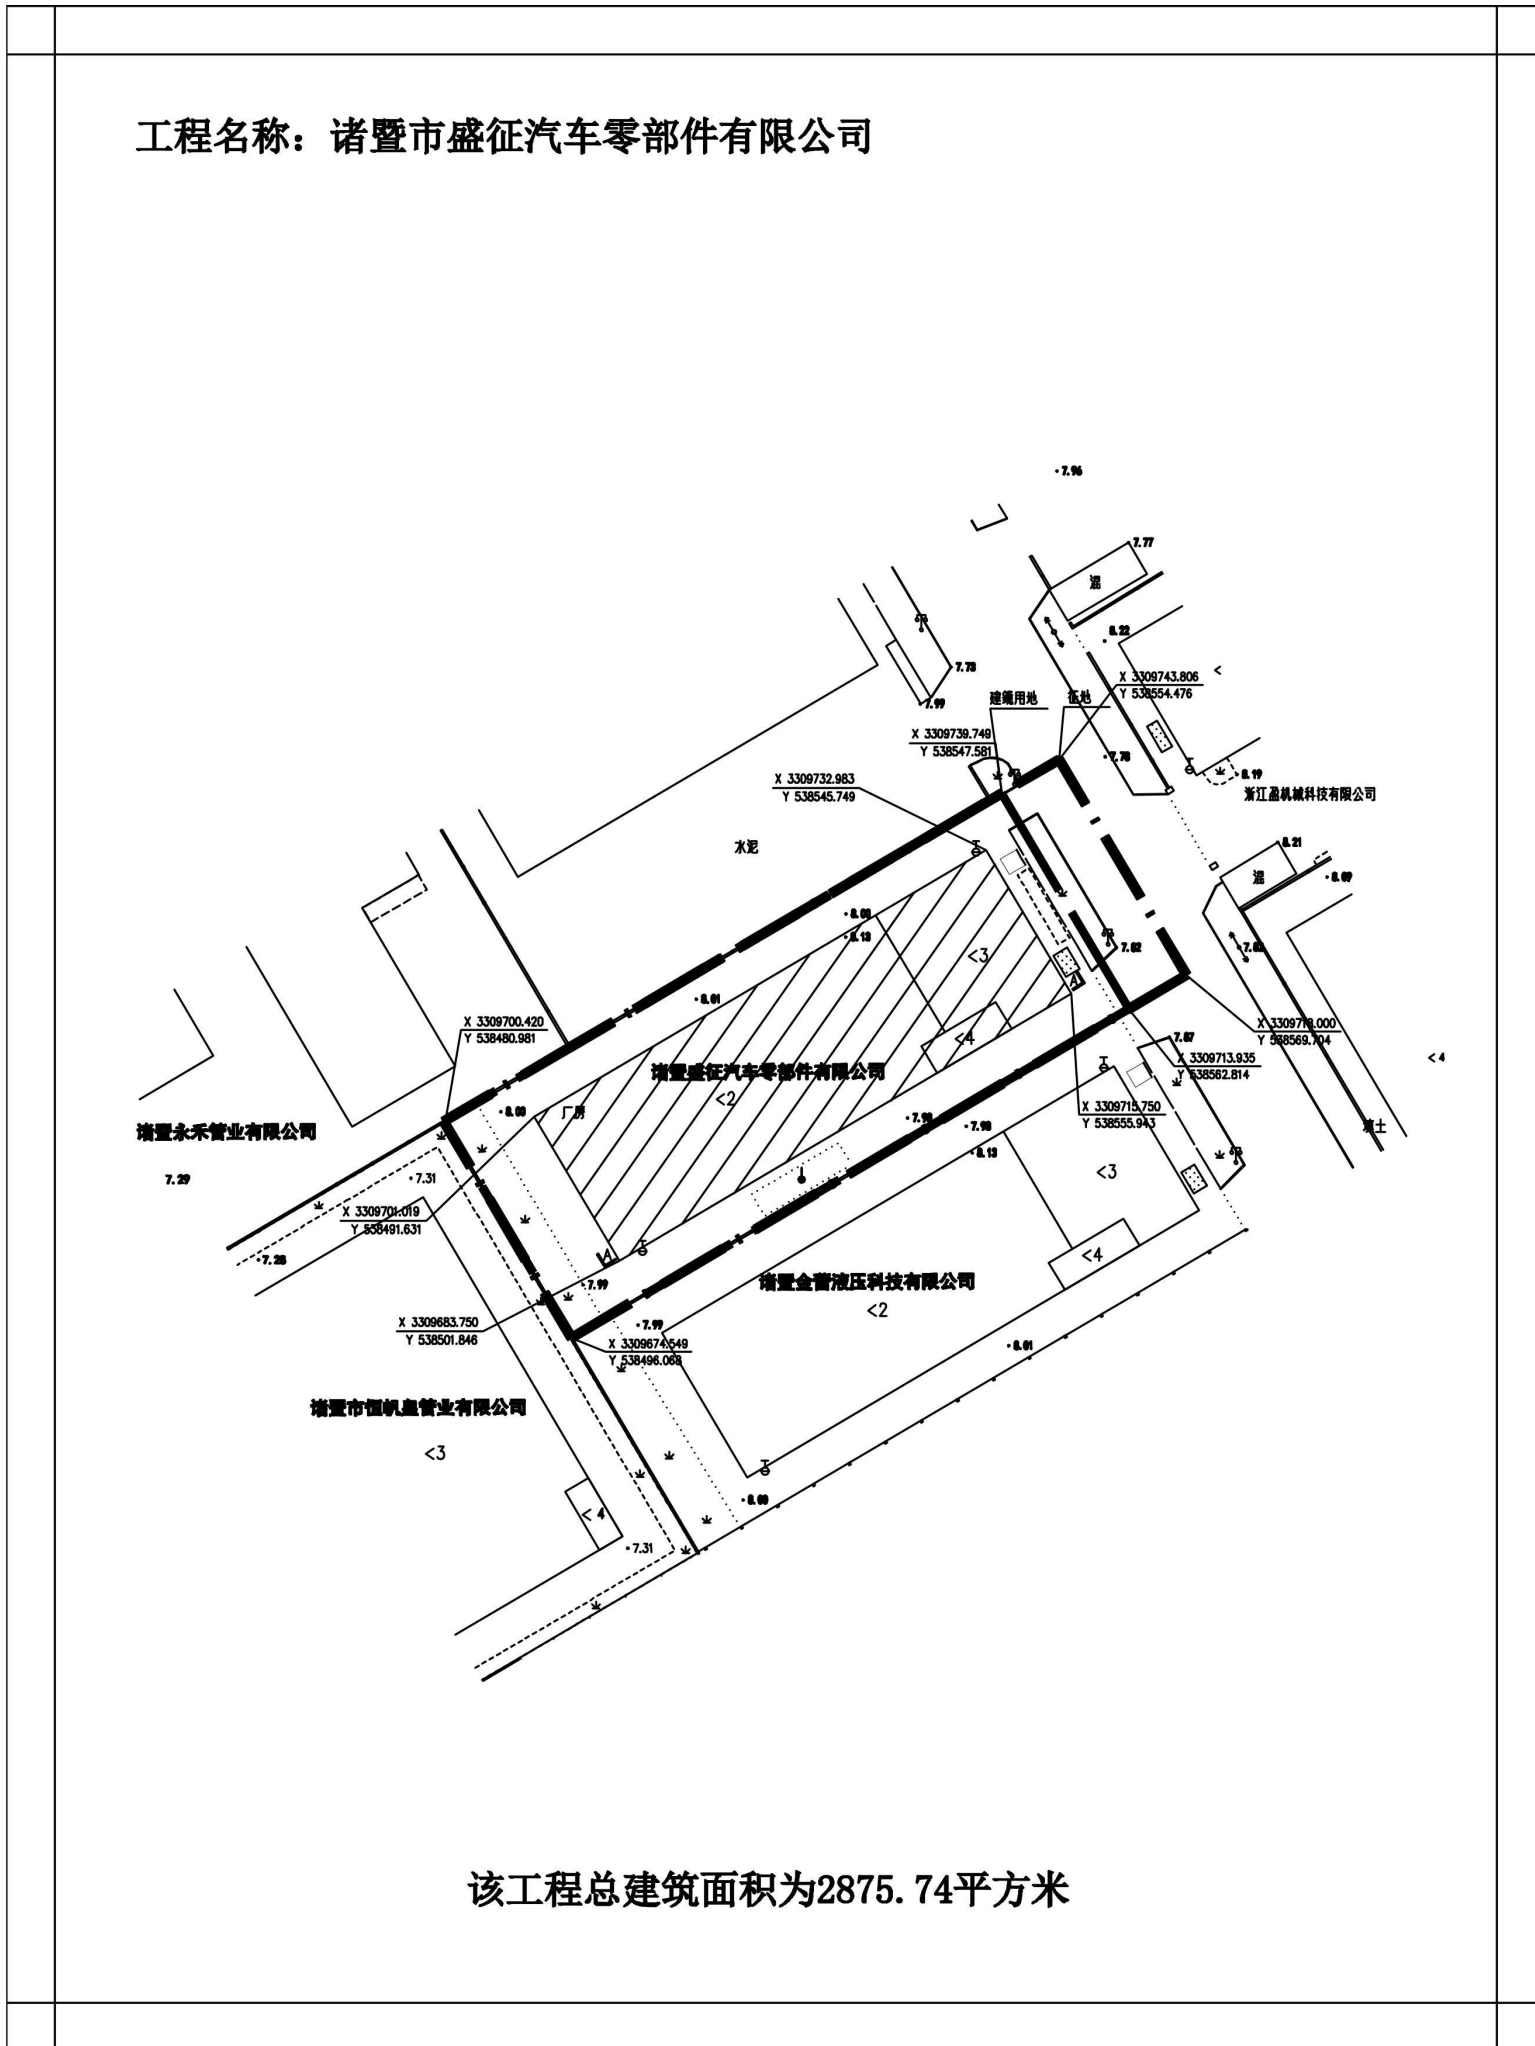 工程名称：诸暨市盛征汽车零部件有限公司
7.96
7.77
混
8.22
<
7.73
7.99
建设用地
征地
X 3309743.806
Y 538554.476
X 3309739.749
Y 538547.581
7.78
8.19
浙江盈机械科技有限公司
X 3309732.983
Y 538545.749
水泥
8.21
混
8.09
8.03
8.13
<3
7.82
A
8.01
X 3309700.420
Y 538480.981
<4
7.87
Y 538569.704
X 3309713.935
Y 538562.814
<4
诸暨盛征汽车零部件有限公司
<2
厂房
8.00
X 3309715.750
Y 538555.943
7.98
7.98
8.13
诸暨永禾管业有限公司
7.29
7.31
<3
X 3309701.019
Y 538491.631
7.28
A
<4
7.99
诸暨金蕾液压科技有限公司
<2
X 3309683.750
Y 538501.846
7.99
X 3309674.549
Y 538496.068
8.01
诸暨市恒帆皇管业有限公司
<3
8.00
<4
7.31
该工程总建筑面积为2875.74平方米